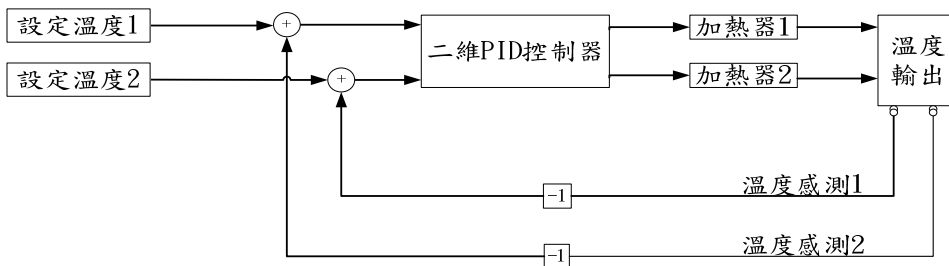 設定溫度1
+
二維PID控制器
加熱器1
溫度
輸出
設定溫度2
+
加熱器2
溫度感測1
-1
溫度感測2
-1